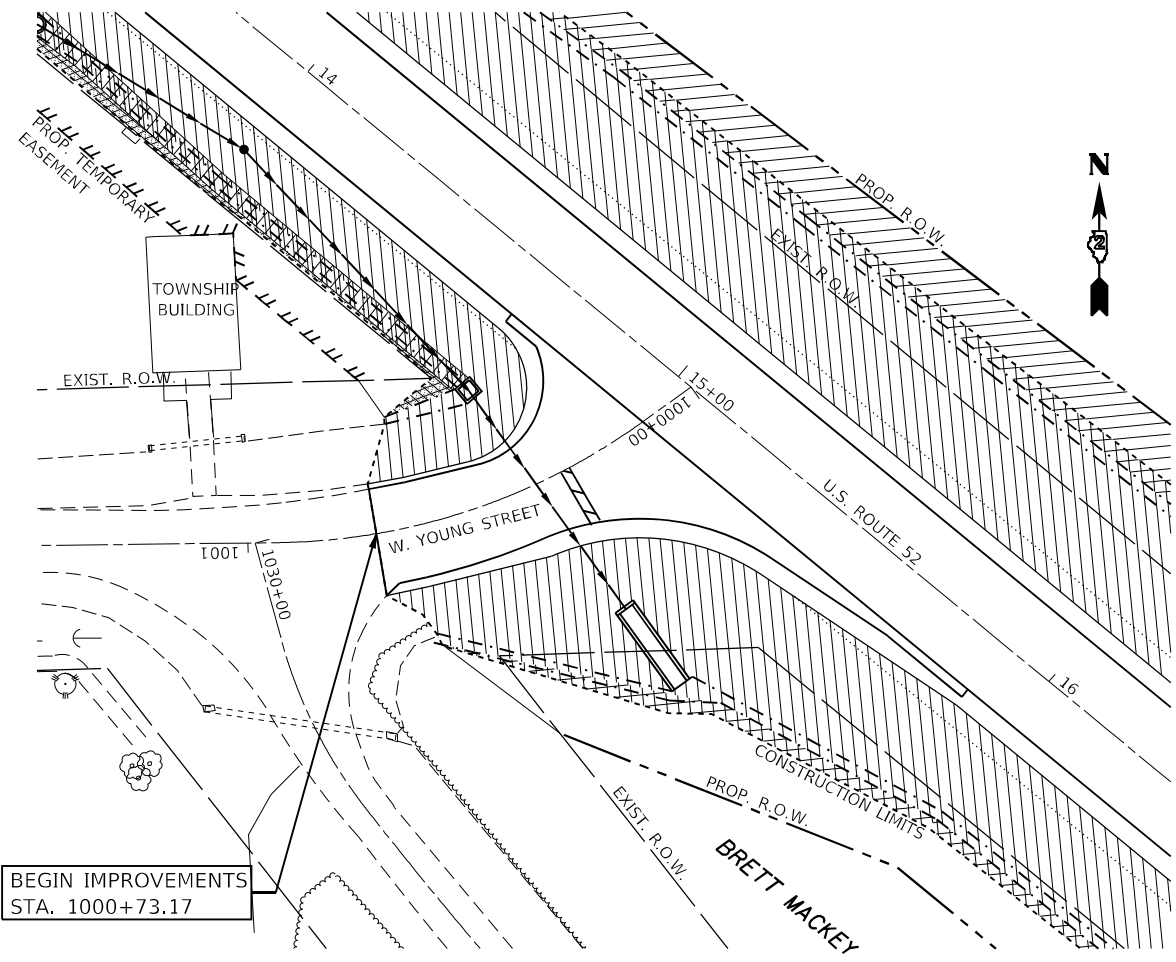 14
N
2
PROP. TEMPORARY
EASEMENT
PROP. R.O.W.
EXIST. R.O.W.
TOWNSHIP
BUILDING
EXIST. R.O.W.
15+00
1000+00
U.S. ROUTE 52
W. YOUNG STREET
1001
1030+00
16
CONSTRUCTION LIMITS
PROP. R.O.W.
EXIST. R.O.W.
BRETT MACKEY
BEGIN IMPROVEMENTS
STA. 1000+73.17